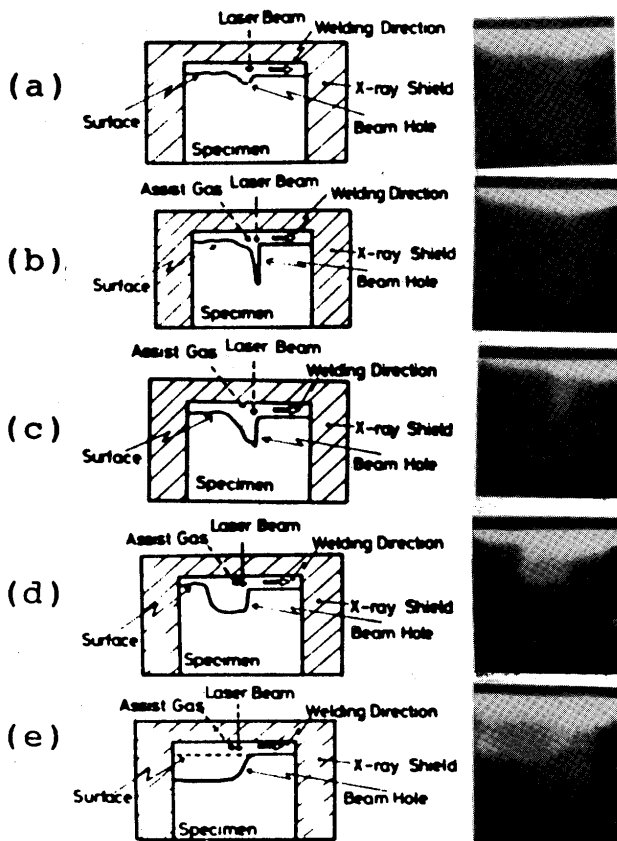 Laser Beam
Welding Direction
(a)
X-ray Shield
Surface
Beam Hole
Specimen
Laser Beam
Assist Gas
Welding Direction
(b)
X-ray Shield
Surface
Beam Hole
Specimen
Laser Beam
Assist Gas
Welding Direction
(c)
X-ray Shield
Surface
Beam Hole
Specimen
Laser Beam
Assist Gas
Welding Direction
(d)
X-ray Shield
Surface
Beam Hole
Specimen
Laser Beam
Assist Gas
Welding Direction
(e)
X-ray Shield
Surface
Beam Hole
Specimen